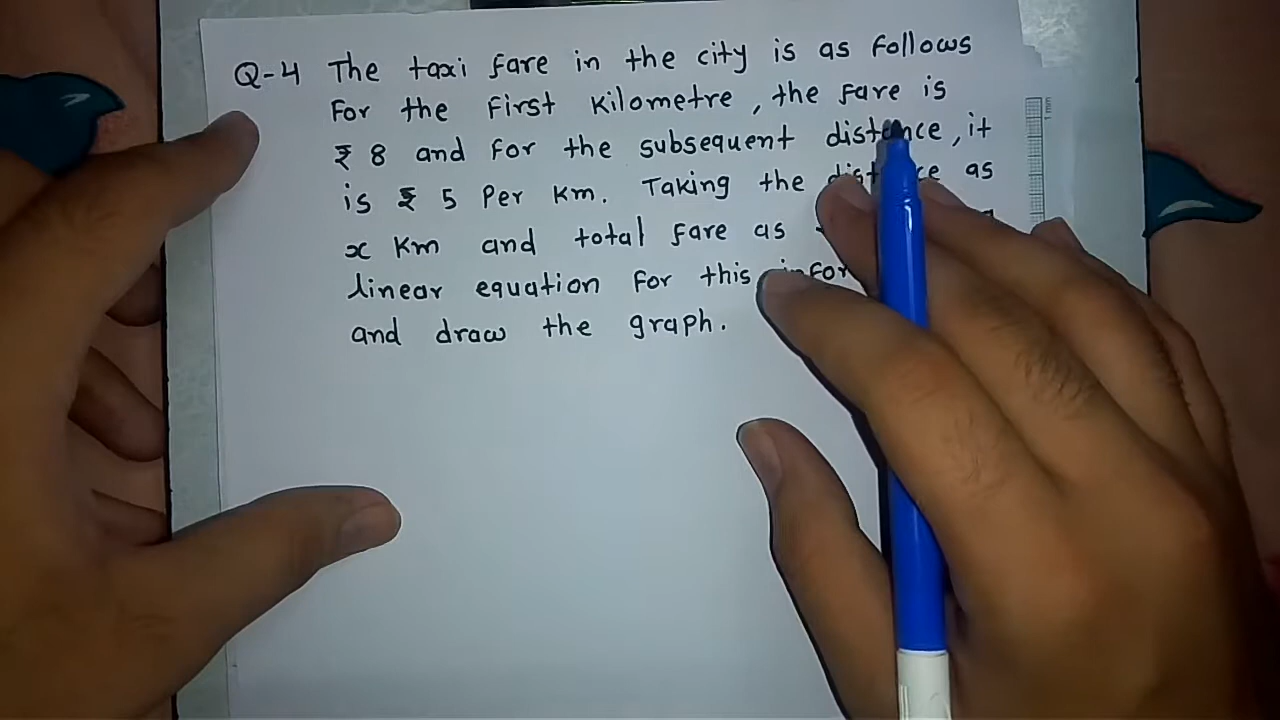 Q-4 The taxi fare in the city is as follows
For the first kilometre, the fare is
₹ 8 and for the subsequent distance, it
is ₹ 5 Per km. Taking the as
x km and total fare as
linear equation for this
and draw the graph.